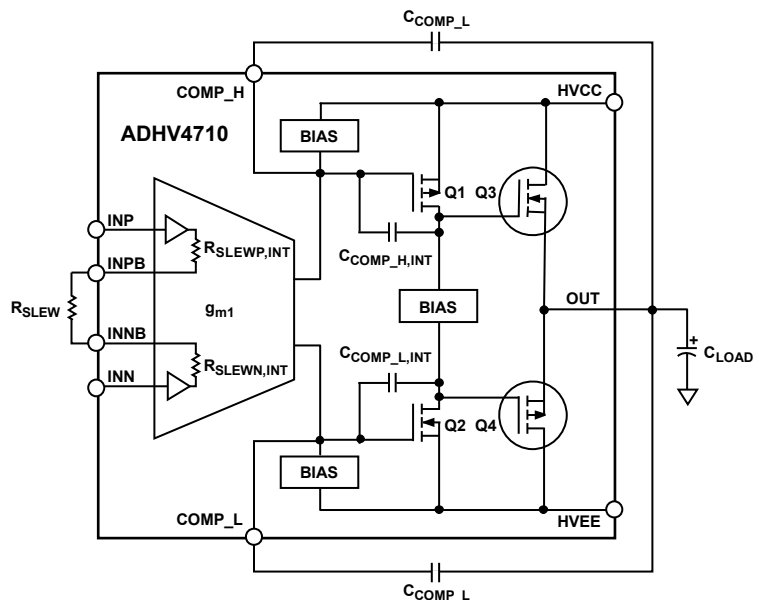 CCOMP_L
COMP_H
HVCC
ADHV4710
BIAS
Q1 Q3
INP
RSLEWP,INT
CCOMP_H,INT
INPB
RSLEW
gm1
BIAS
OUT
INNB
CCOMP_L,INT
+
CLOAD
RSLEWN,INT
INN
Q2 Q4
BIAS
COMP_L
HVEE
CCOMP_L